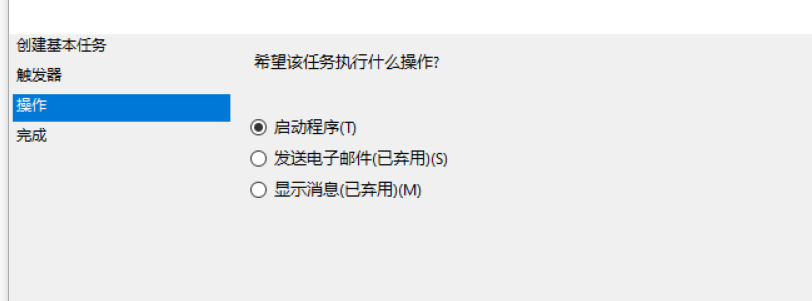 创建基本任务
触发器
操作
完成
希望该任务执行什么操作?
启动程序(T)
发送电子邮件(已弃用)(S)
显示消息(已弃用)(M)